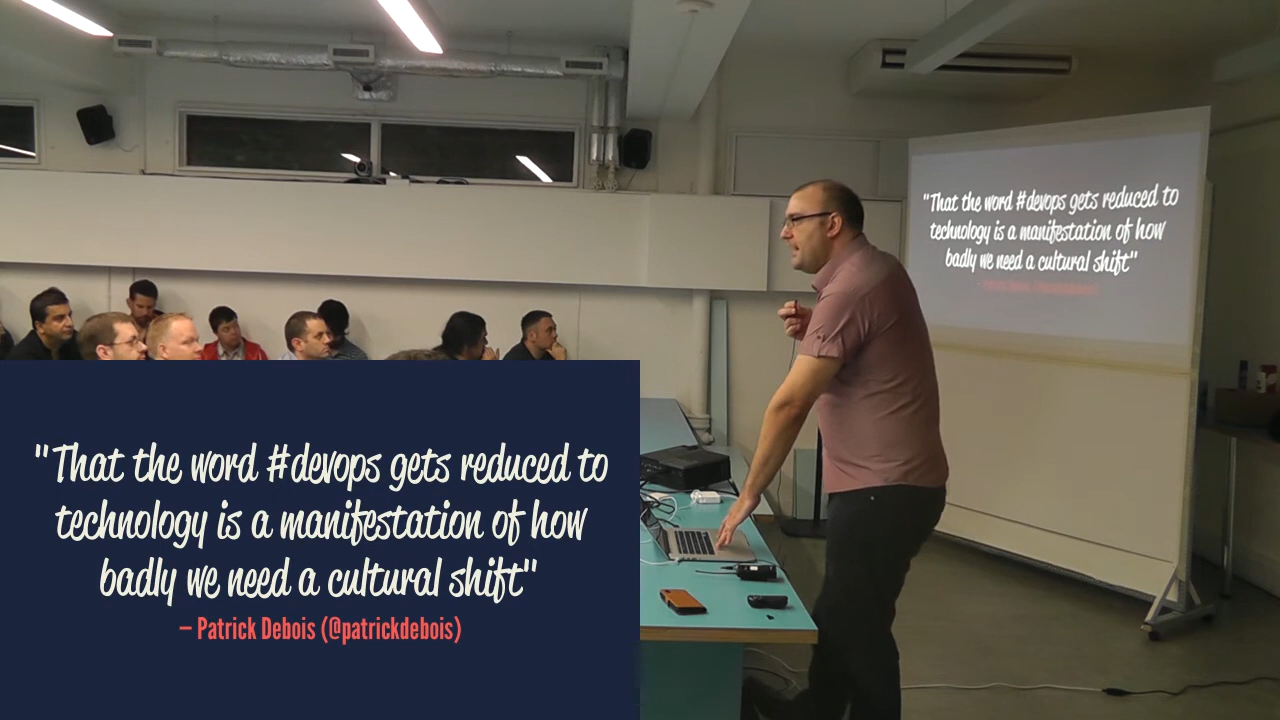 "That the word #devops gets reduced to
technology is a manifestation of how
badly we need a cultural shift"
"That the word #devops gets reduced to
technology is a manifestation of how
badly we need a cultural shift"
– Patrick Debois (@patrickdebois)